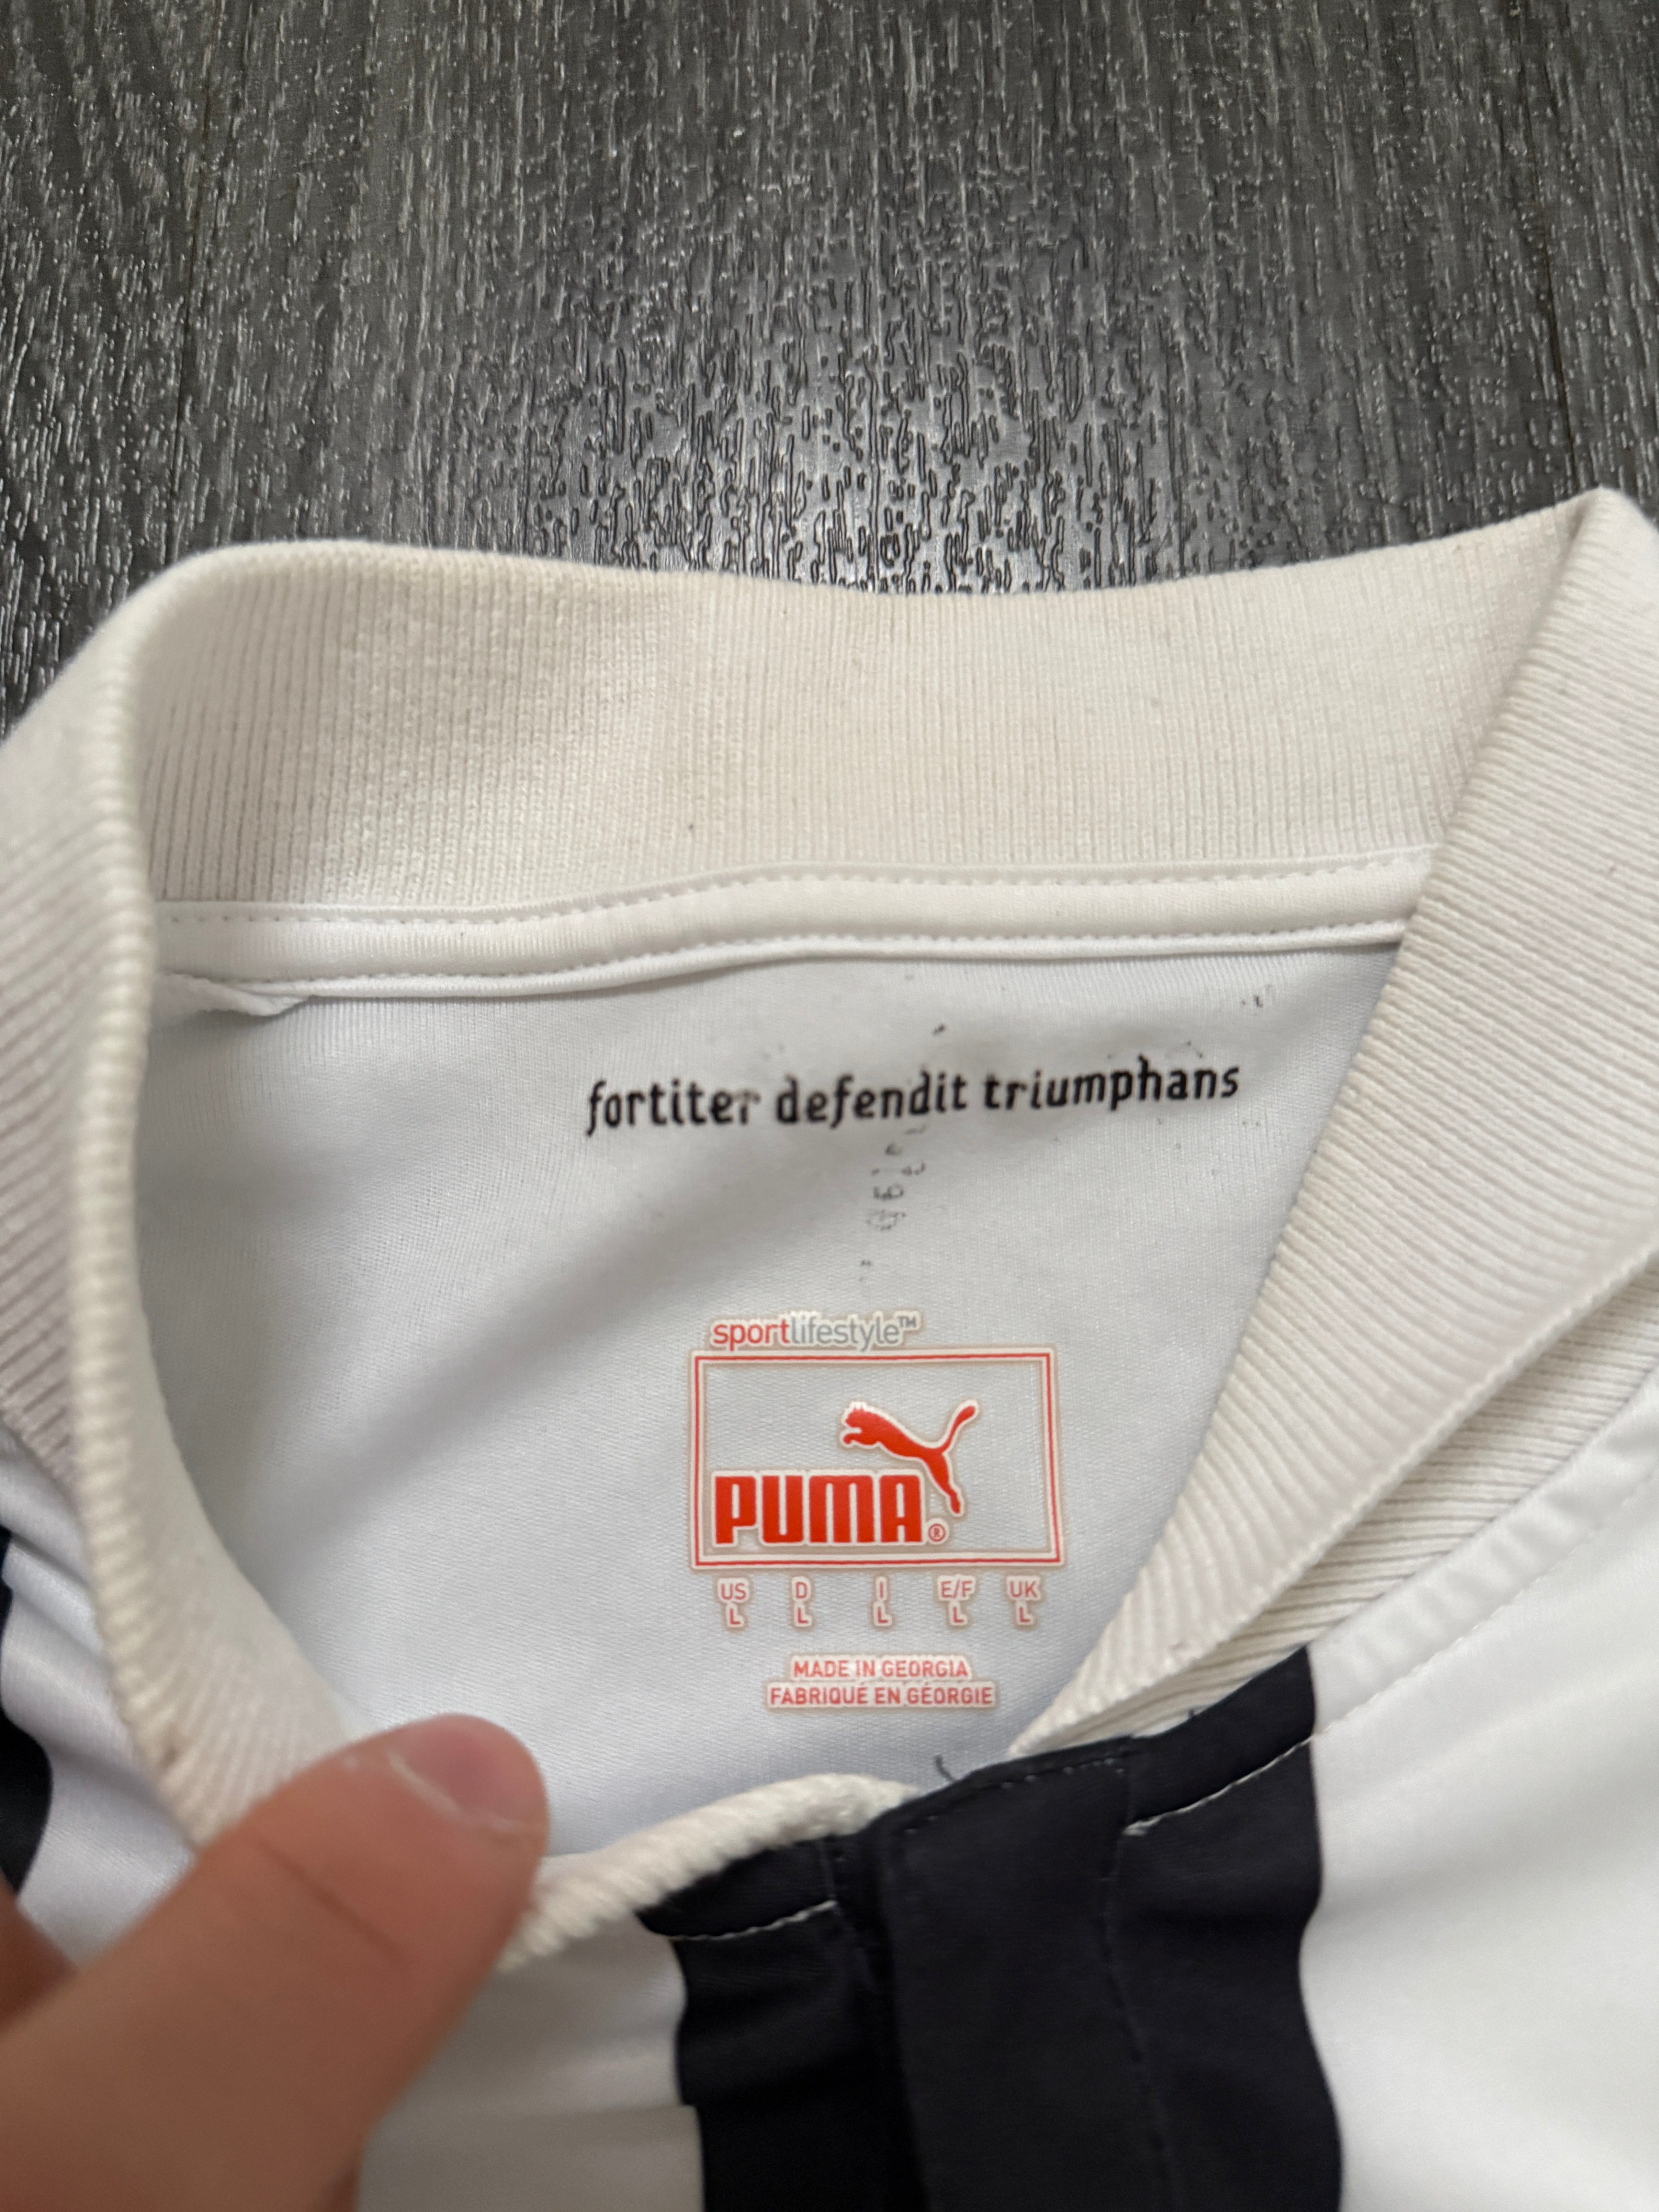 fortiter defendit triumphans
sportlifestyle™
PUMA®
US D I E/F UK
L L L L L
MADE IN GEORGIA
FABRIQUÉ EN GÉORGIE